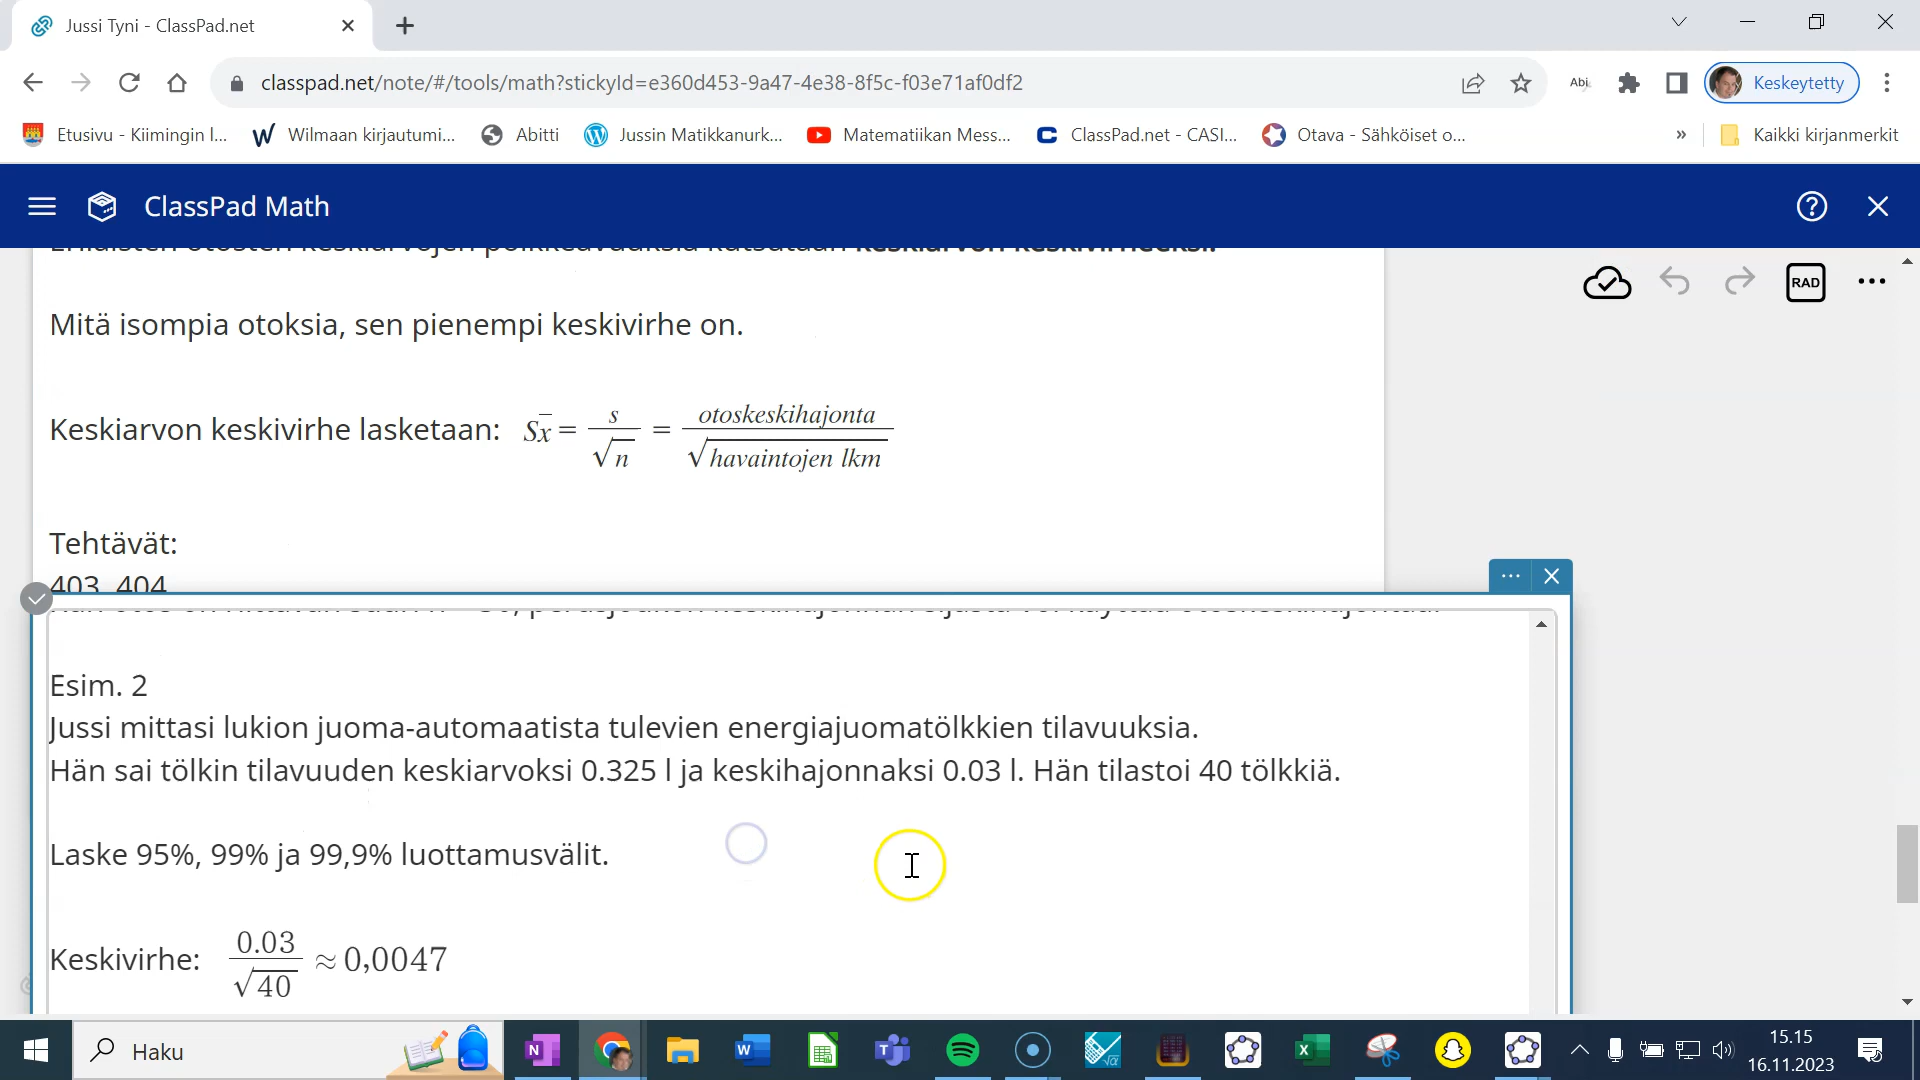 Jussi Tyni - ClassPad.net
classpad.net/note/#/tools/math?stickyId=e360d453-9a47-4e38-8f5c-f03e71af0df2
Abi
Keskeytetty
Etusivu - Kiimingin l...
Wilmaan kirjautumi...
Abitti
Jussin Matikkanurk...
Matematiikan Mess...
ClassPad.net - CASI...
Otava - Sähköiset o...
»
Kaikki kirjanmerkit
ClassPad Math
RAD
Mitä isompia otoksia, sen pienempi keskivirhe on.
Keskiarvon keskivirhe lasketaan: S_x̄ = s/√n = otoskeskihajonta/√havaintojen lkm
Tehtävät:
403, 404
Esim. 2
Jussi mittasi lukion juoma-automaatista tulevien energiajuomatölkkien tilavuuksia.
Hän sai tölkin tilavuuden keskiarvoksi 0.325 l ja keskihajonnaksi 0.03 l. Hän tilastoi 40 tölkkiä.
Laske 95%, 99% ja 99,9% luottamusvälit.
Keskivirhe: 0.03/√40 ≈ 0,0047
Haku
15.15
16.11.2023